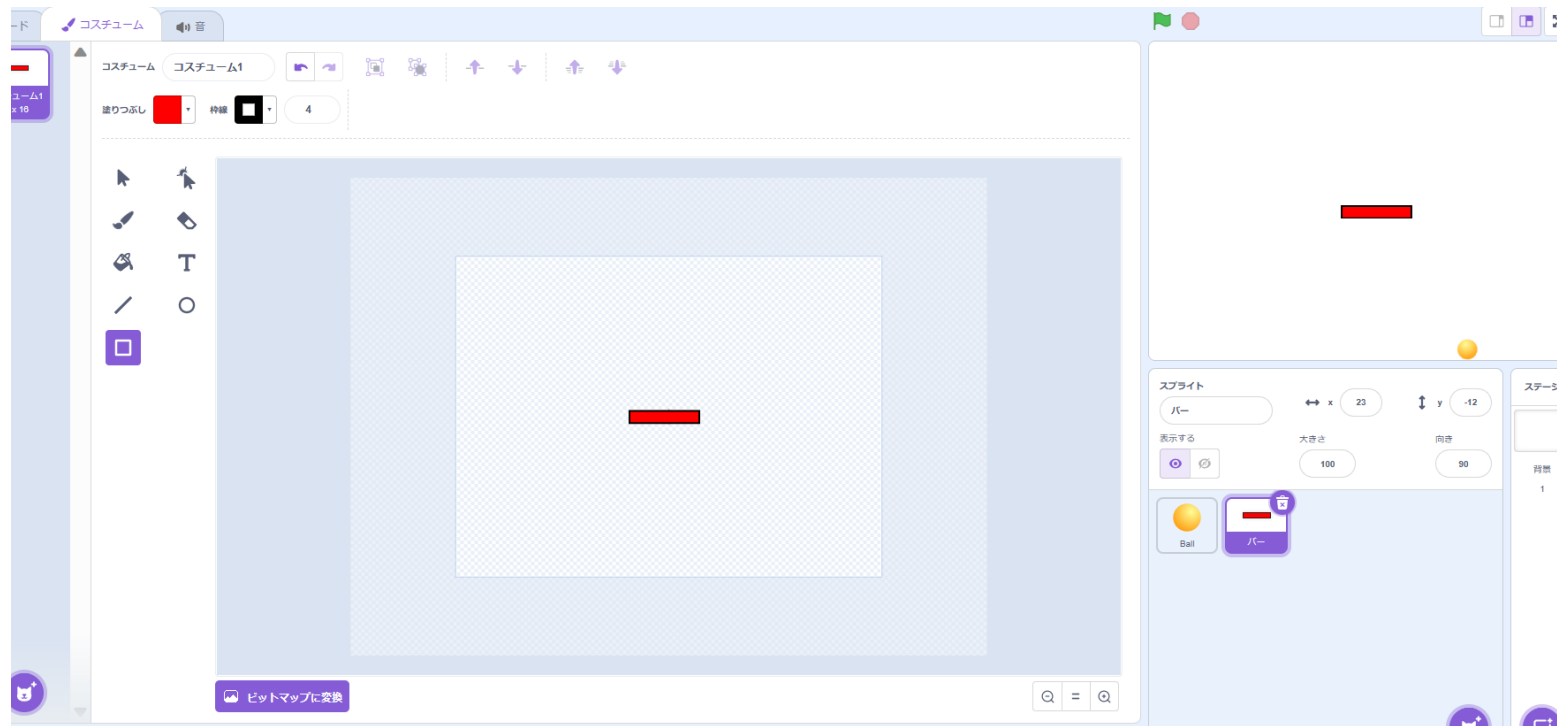 ード
コスチューム
音
コスチューム
コスチューム1
塗りつぶし
枠線
4
ューム1
x 16
ビットマップに変換
スプライト
バー
x
23
y
-12
表示する
大きさ
100
向き
90
Ball
バー
ステージ
背景
1